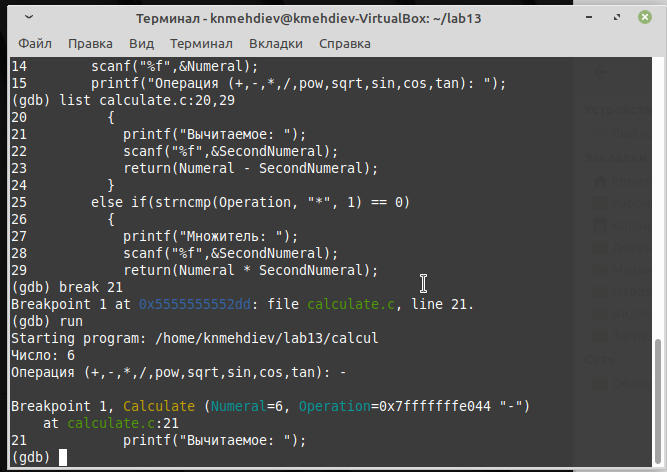 Терминал - knmehdiev@kmehdiev-VirtualBox: ~/lab13
Файл Правка Вид Терминал Вкладки Справка
14        scanf("%f",&Numeral);
15        printf("Операция (+,-,*,/,pow,sqrt,sin,cos,tan): ");
(gdb) list calculate.c:20,29
20          {
21            printf("Вычитаемое: ");
22            scanf("%f",&SecondNumeral);
23            return(Numeral - SecondNumeral);
24          }
25        else if(strncmp(Operation, "*", 1) == 0)
26          {
27            printf("Множитель: ");
28            scanf("%f",&SecondNumeral);
29            return(Numeral * SecondNumeral);
(gdb) break 21
Breakpoint 1 at 0x5555555552dd: file calculate.c, line 21.
(gdb) run
Starting program: /home/knmehdiev/lab13/calcul
Число: 6
Операция (+,-,*,/,pow,sqrt,sin,cos,tan): -
Breakpoint 1, Calculate (Numeral=6, Operation=0x7fffffffe044 "-")
    at calculate.c:21
21            printf("Вычитаемое: ");
(gdb)